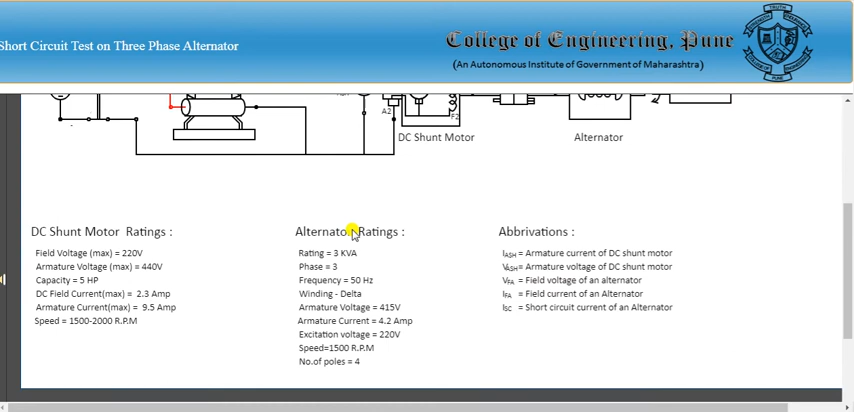 Short Circuit Test on Three Phase Alternator
College of Engineering, Pune
(An Autonomous Institute of Government of Maharashtra)
A2
F2
DC Shunt Motor
Alternator
DC Shunt Motor Ratings :
Field Voltage (max) = 220V
Armature Voltage (max) = 440V
Capacity = 5 HP
DC Field Current(max) = 2.3 Amp
Armature Current(max) = 9.5 Amp
Speed = 1500-2000 R.P.M
Alternator Ratings :
Rating = 3 KVA
Phase = 3
Frequency = 50 Hz
Winding - Delta
Armature Voltage = 415V
Armature Current = 4.2 Amp
Excitation voltage = 220V
Speed=1500 R.P.M
No.of poles = 4
Abbrivations :
IASH = Armature current of DC shunt motor
VASH = Armature voltage of DC shunt motor
VFA = Field voltage of an alternator
IFA = Field current of an Alternator
ISC = Short circuit current of an Alternator